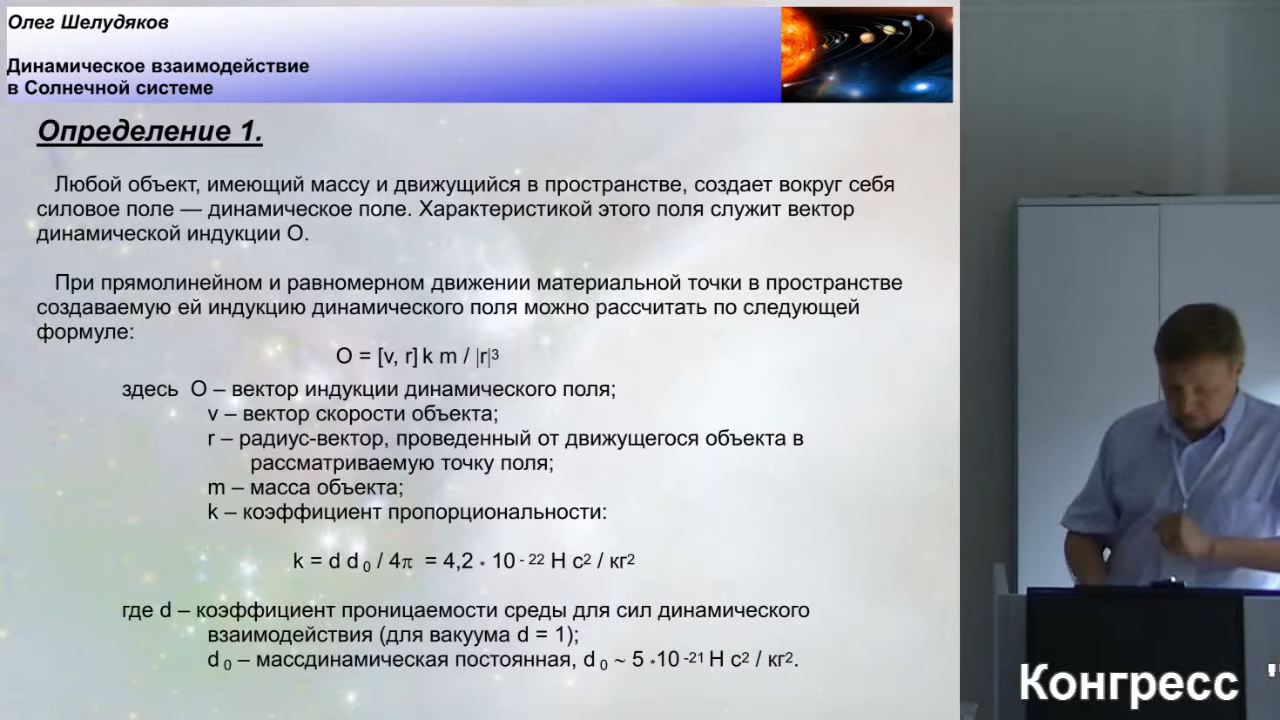 Олег Шелудяков
Динамическое взаимодействие
в Солнечной системе
Определение 1.
Любой объект, имеющий массу и движущийся в пространстве, создает вокруг себя
силовое поле — динамическое поле. Характеристикой этого поля служит вектор
динамической индукции O.
При прямолинейном и равномерном движении материальной точки в пространстве
создаваемую ей индукцию динамического поля можно рассчитать по следующей
формуле:
O = [v, r] k m / |r|³
здесь O – вектор индукции динамического поля;
v – вектор скорости объекта;
r – радиус-вектор, проведенный от движущегося объекта в
рассматриваемую точку поля;
m – масса объекта;
k – коэффициент пропорциональности:
k = d d ₀ / 4π = 4,2 * 10 ⁻ ²² Н с² / кг²
где d – коэффициент проницаемости среды для сил динамического
взаимодействия (для вакуума d = 1);
d ₀ – массдинамическая постоянная, d ₀ ~ 5 *10 ⁻²¹ Н с² / кг².
Конгресс "